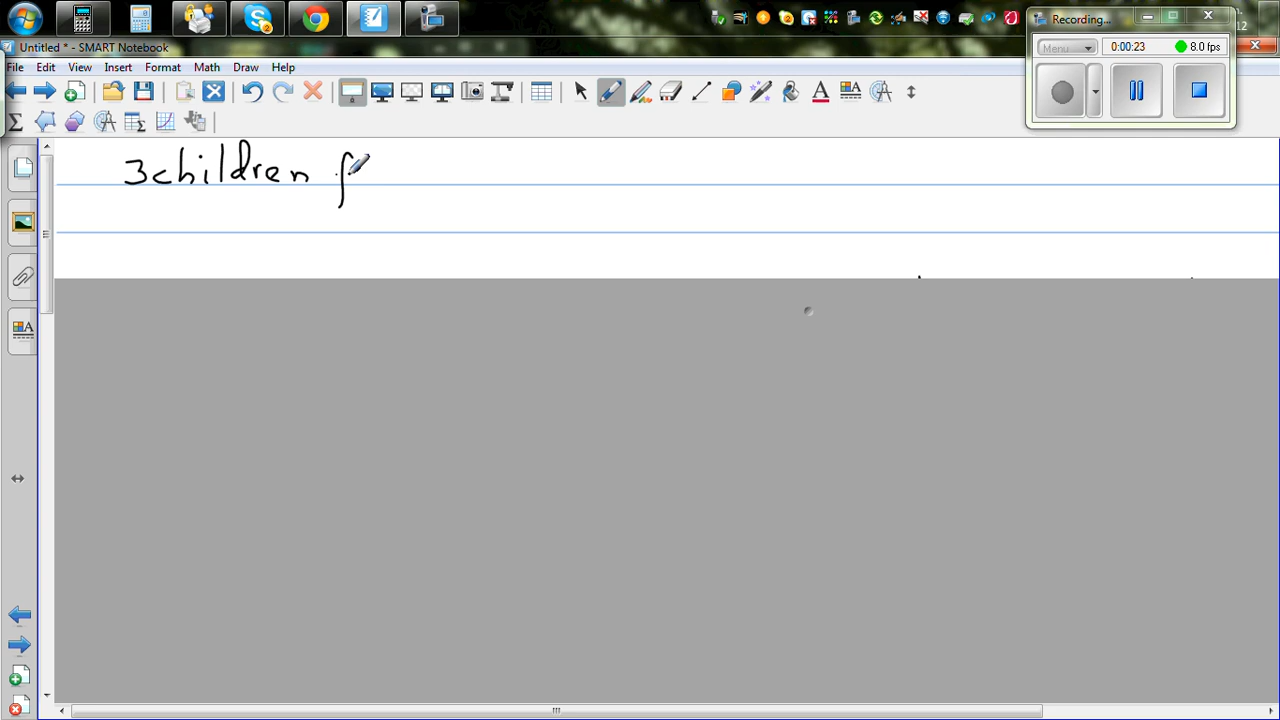 Recording...
12
Untitled * - SMART Notebook
Menu
0:00:23
8.0 fps
File Edit View Insert Format Math Draw Help
3children f